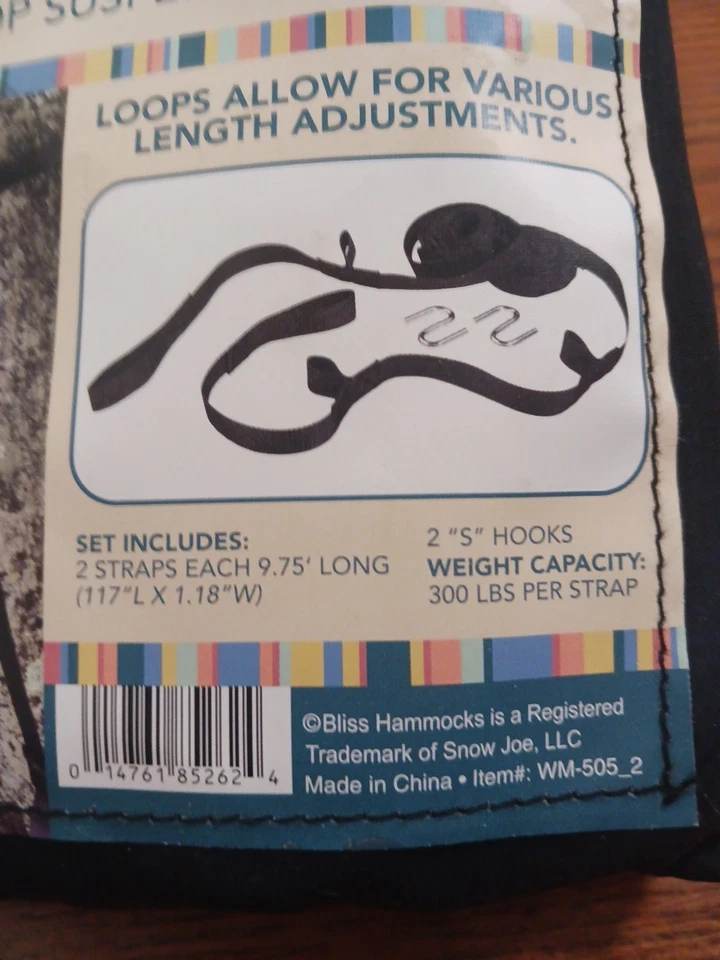 LOOPS ALLOW FOR VARIOUS
LENGTH ADJUSTMENTS.
SET INCLUDES:
2 STRAPS EACH 9.75' LONG
(117"L X 1.18"W)
2 "S" HOOKS
WEIGHT CAPACITY:
300 LBS PER STRAP
0 14761 85262 4
©Bliss Hammocks is a Registered
Trademark of Snow Joe, LLC
Made in China • Item#: WM-505_2